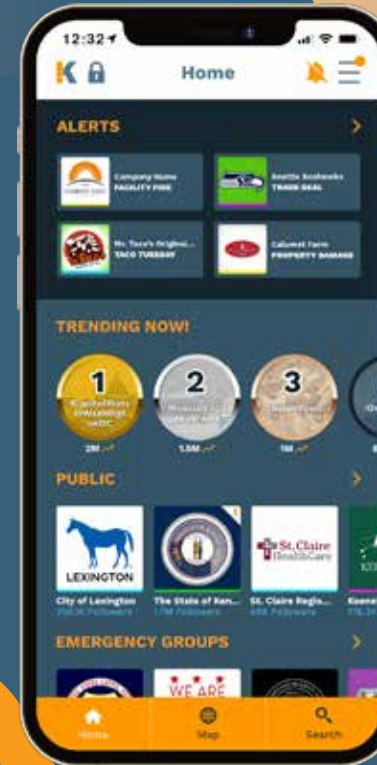 12:32
Home
ALERTS
Company Name
FACILITY FIRE
Seattle Seahawks
TRADE DEAL
Mr. Taco's Original...
TACO TUESDAY
Calumet Farm
PROPERTY DAMAGE
TRENDING NOW!
1
2
3
2M
1.5M
1M
PUBLIC
LEXINGTON
St. Claire
HealthCare
City of Lexington
The State of Ken...
St. Claire Regio...
EMERGENCY GROUPS
WE ARE
Home
Map
Search